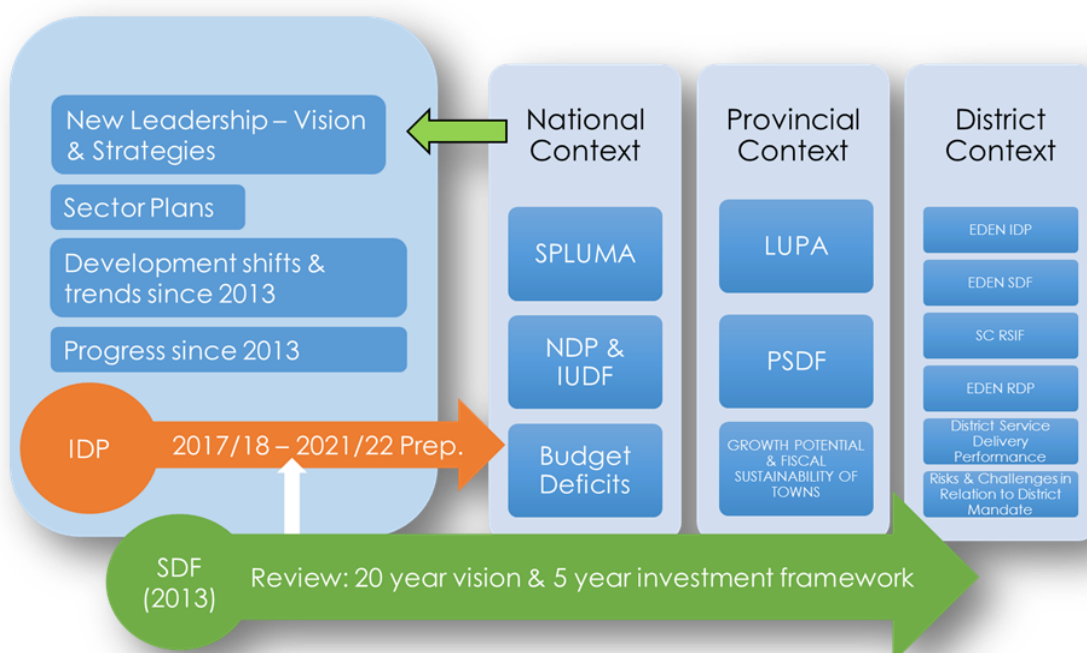 New Leadership – Vision
& Strategies
Sector Plans
Development shifts &
trends since 2013
Progress since 2013
IDP
2017/18 – 2021/22 Prep.
National
Context
SPLUMA
NDP &
IUDF
Budget
Deficits
Provincial
Context
LUPA
PSDF
GROWTH POTENTIAL
& FISCAL
SUSTAINABILITY OF
TOWNS
District
Context
EDEN IDP
EDEN SDF
SC RSIF
EDEN RDP
District Service
Delivery
Performance
Risks & Challenges in
Relation to District
Mandate
SDF
(2013)
Review: 20 year vision & 5 year investment framework